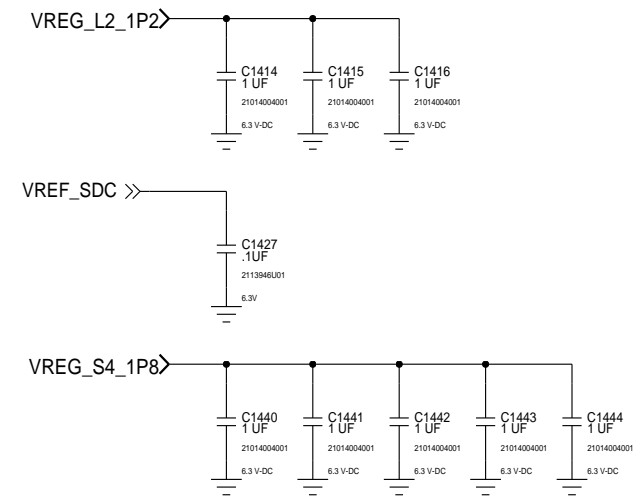 VREG_L2_1P2
C1414 C1415 C1416
1 UF 1 UF 1 UF
21014004001 21014004001 21014004001
6.3 V-DC 6.3 V-DC 6.3 V-DC
VREF_SDC
C1427
.1UF
2113946U01
6.3V
VREG_S4_1P8
C1440 C1441 C1442 C1443 C1444
1 UF 1 UF 1 UF 1 UF 1 UF
21014004001 21014004001 21014004001 21014004001 21014004001
6.3 V-DC 6.3 V-DC 6.3 V-DC 6.3 V-DC 6.3 V-DC